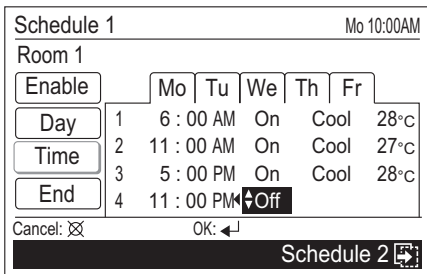 Schedule 1 Mo 10:00AM
Room 1
Enable Mo Tu We Th Fr
Day 1 6 : 00 AM On Cool 28°C
Time 2 11 : 00 AM On Cool 27°C
3 5 : 00 PM On Cool 28°C
End 4 11 : 00 PM Off
Cancel: OK:
Schedule 2